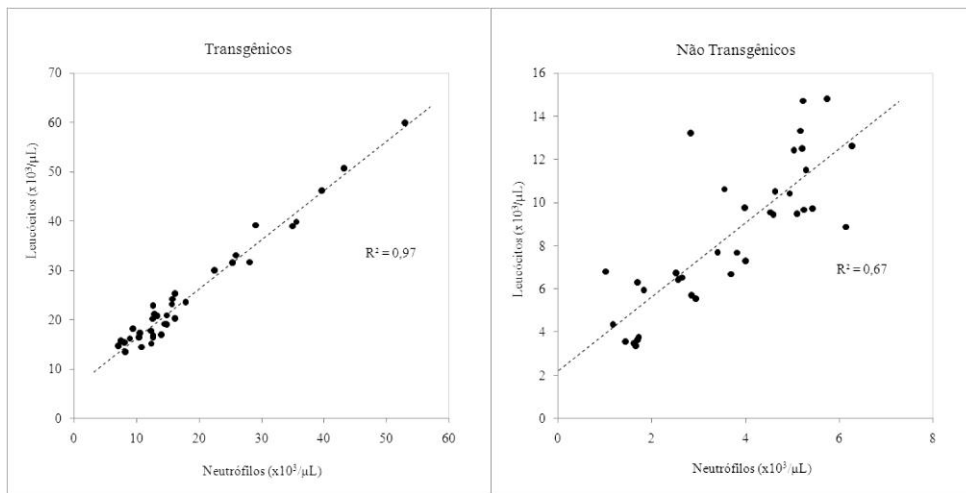 Transgênicos
70
60
50
40
30
20
10
0
Leucócitos (x10³/µL)
R² = 0,97
0 10 20 30 40 50 60
Neutrófilos (x10³/µL)
Não Transgênicos
16
14
12
10
8
6
4
2
0
Leucócitos (x10³/µL)
R² = 0,67
0 2 4 6 8
Neutrófilos (x10³/µL)